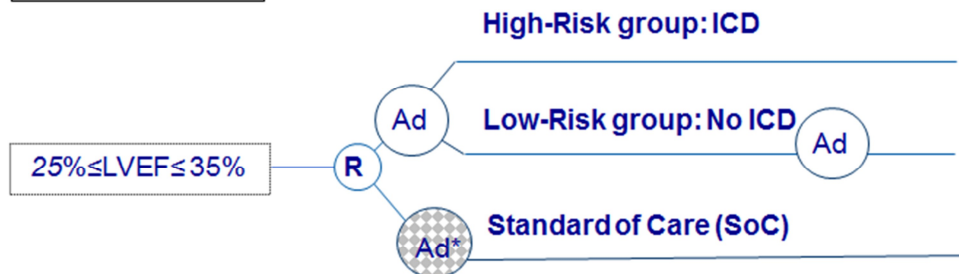 High-Risk group: ICD
Ad
Low-Risk group: No ICD
Ad
25%≤LVEF≤35%
R
Ad*
Standard of Care (SoC)